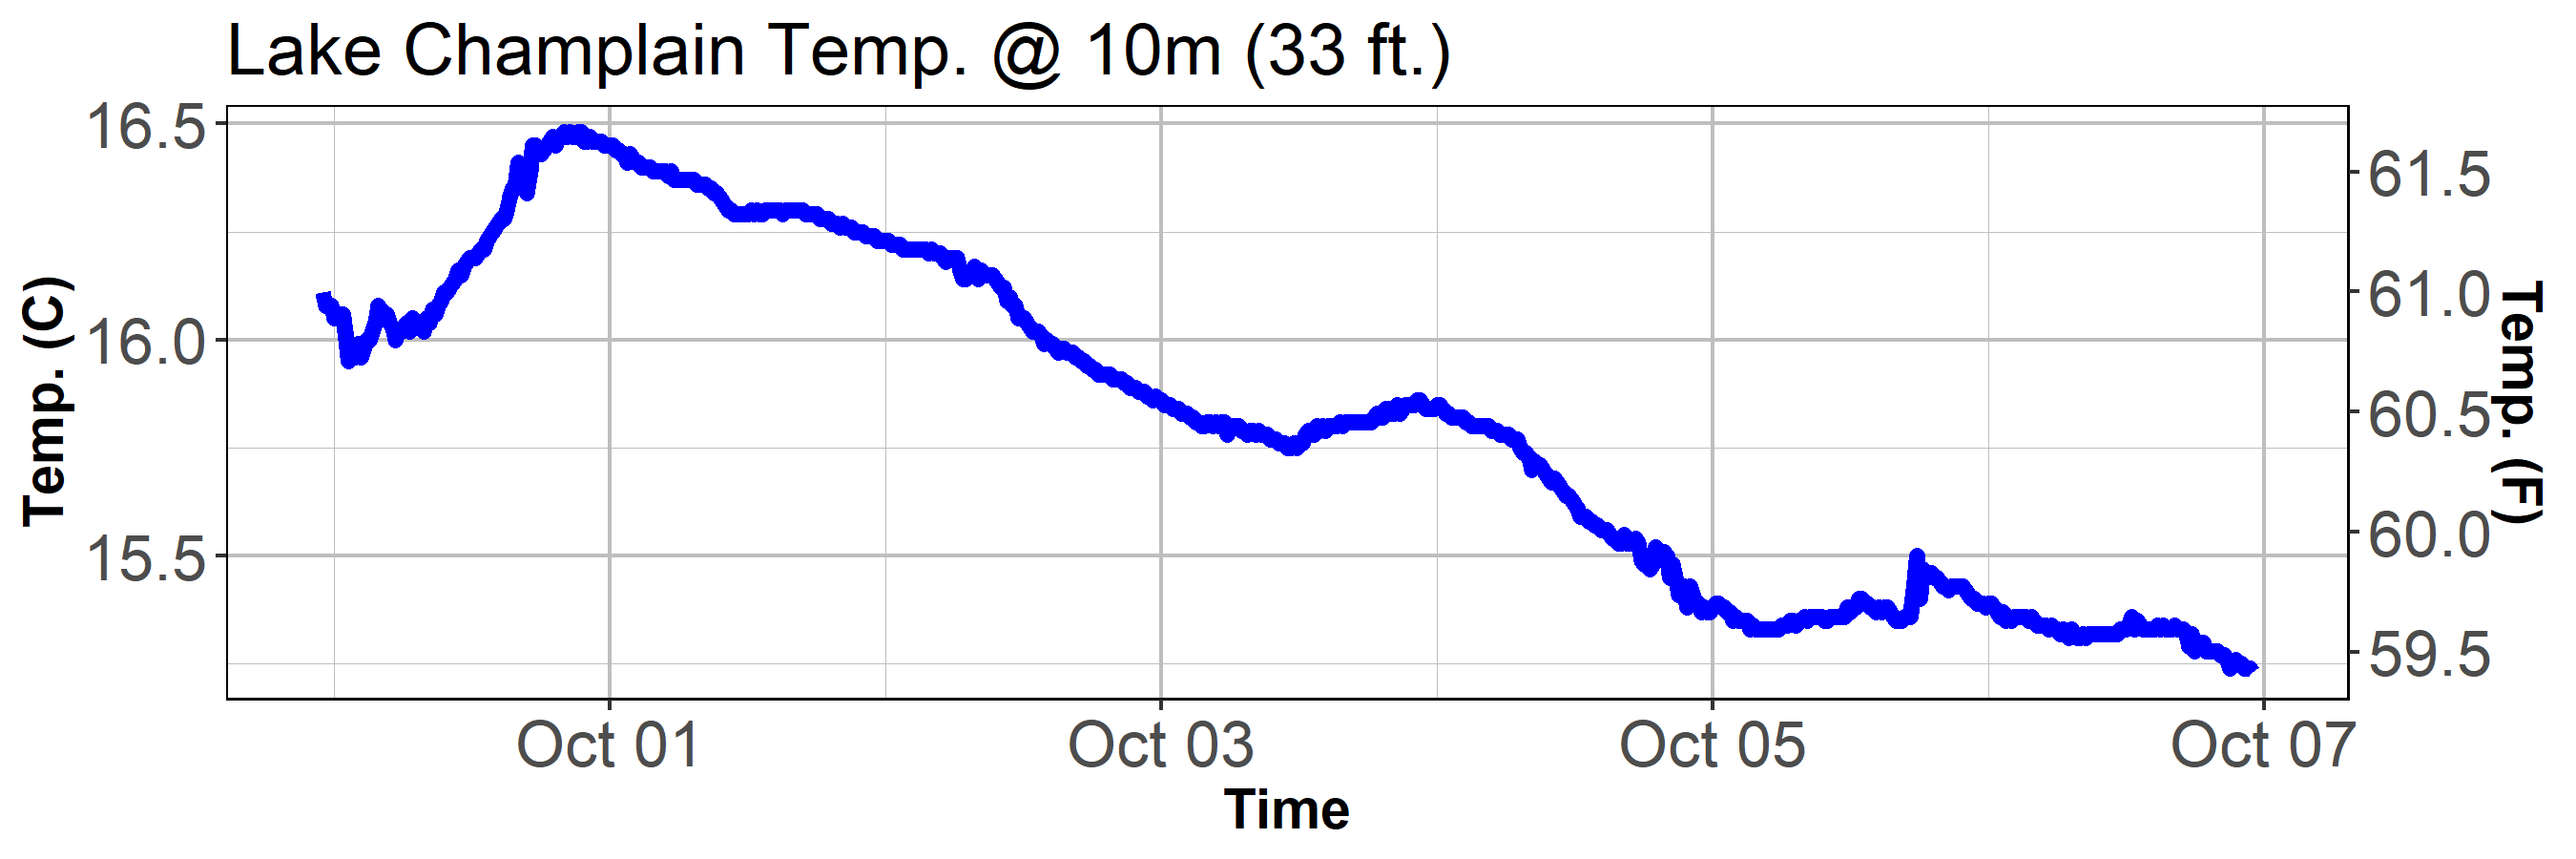 Lake Champlain Temp. @ 10m (33 ft.)
16.5
16.0
15.5
Temp. (C)
61.5
61.0
60.5
60.0
59.5
Temp. (F)
Oct 01
Oct 03
Oct 05
Oct 07
Time